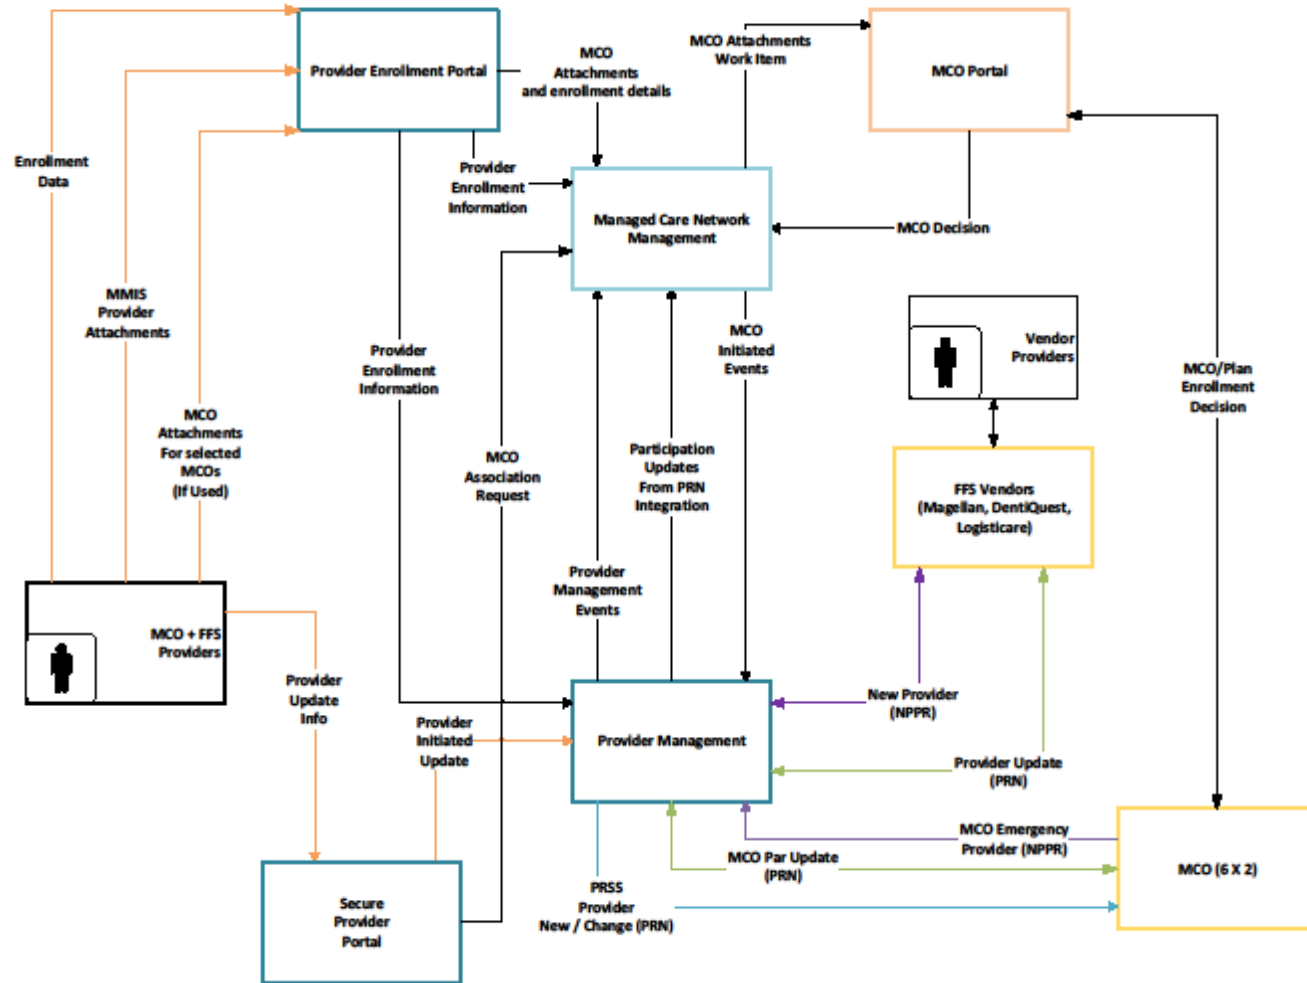 Provider Enrollment Portal
MCO
Attachments
and enrollment details
MCO Attachments
Work Item
MCO Portal
Enrollment
Data
Provider
Enrollment
Information
Managed Care Network
Management
MCO Decision
MMIS
Provider
Attachments
Provider
Enrollment
Information
MCO
Initiated
Events
Vendor
Providers
MCO/Plan
Enrollment
Decision
MCO
Attachments
For selected
MCOs
(If Used)
MCO
Association
Request
Participation
Updates
From PRN
Integration
FFS Vendors
(Magellan, DentiQuest,
Logisticare)
Provider
Management
Events
MCO + FFS
Providers
Provider
Update
Info
Provider
Initiated
Update
Provider Management
New Provider
(NPPR)
Provider Update
(PRN)
MCO Emergency
Provider (NPPR)
MCO Par Update
(PRN)
MCO (6 X 2)
PRSS
Provider
New / Change (PRN)
Secure
Provider
Portal